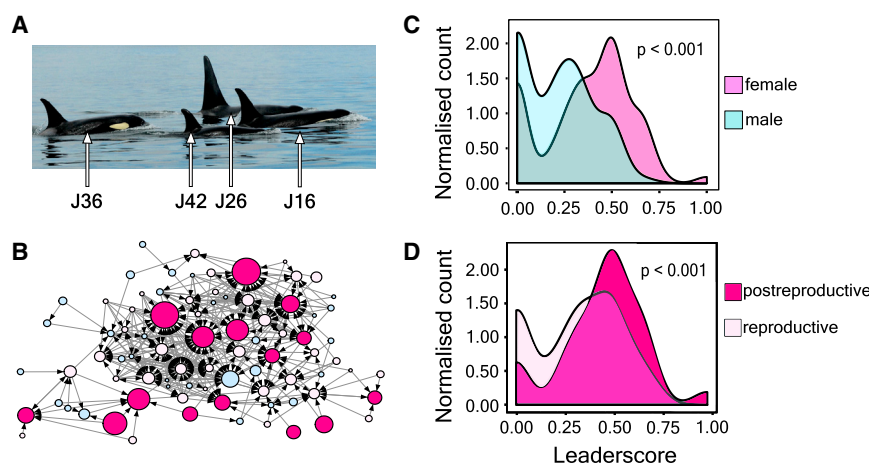 A
J36
J42
J26
J16
B
C
Normalised count
2.00
1.50
1.00
0.50
0.00
p < 0.001
0.00
0.25
0.50
0.75
1.00
female
male
D
Normalised count
2.00
1.50
1.00
0.50
0.00
p < 0.001
0.00
0.25
0.50
0.75
1.00
Leaderscore
postreproductive
reproductive